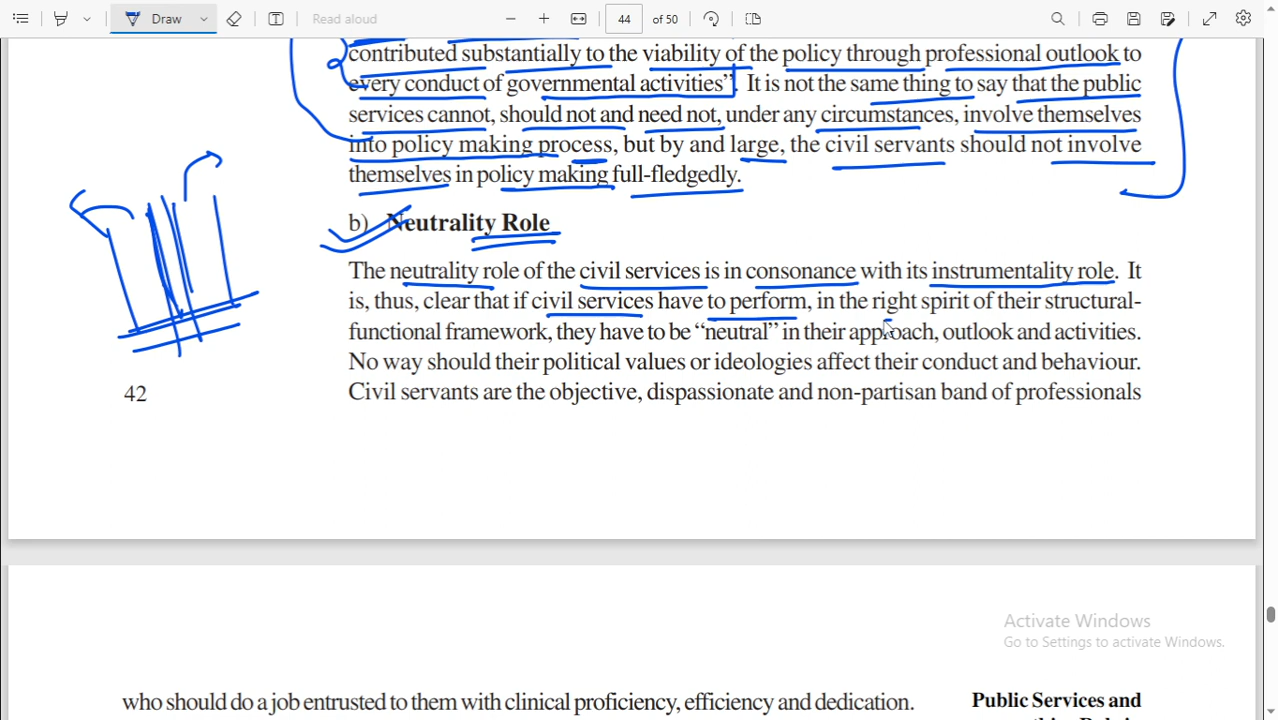 Draw
Read aloud
44 of 50
contributed substantially to the viability of the policy through professional outlook to
every conduct of governmental activities”. It is not the same thing to say that the public
services cannot, should not and need not, under any circumstances, involve themselves
into policy making process, but by and large, the civil servants should not involve
themselves in policy making full-fledgedly.
b) Neutrality Role
The neutrality role of the civil services is in consonance with its instrumentality role. It
is, thus, clear that if civil services have to perform, in the right spirit of their structural-
functional framework, they have to be “neutral” in their approach, outlook and activities.
No way should their political values or ideologies affect their conduct and behaviour.
Civil servants are the objective, dispassionate and non-partisan band of professionals
42
Activate Windows
Go to Settings to activate Windows.
who should do a job entrusted to them with clinical proficiency, efficiency and dedication.
Public Services and